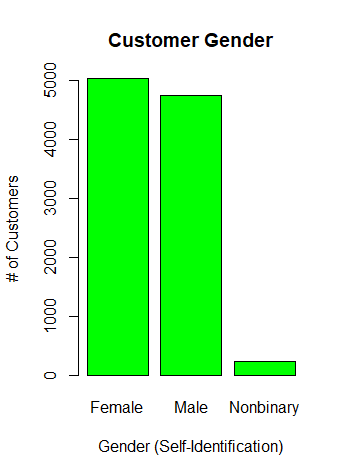 Customer Gender
# of Customers
5000
4000
3000
2000
1000
0
Female Male Nonbinary
Gender (Self-Identification)